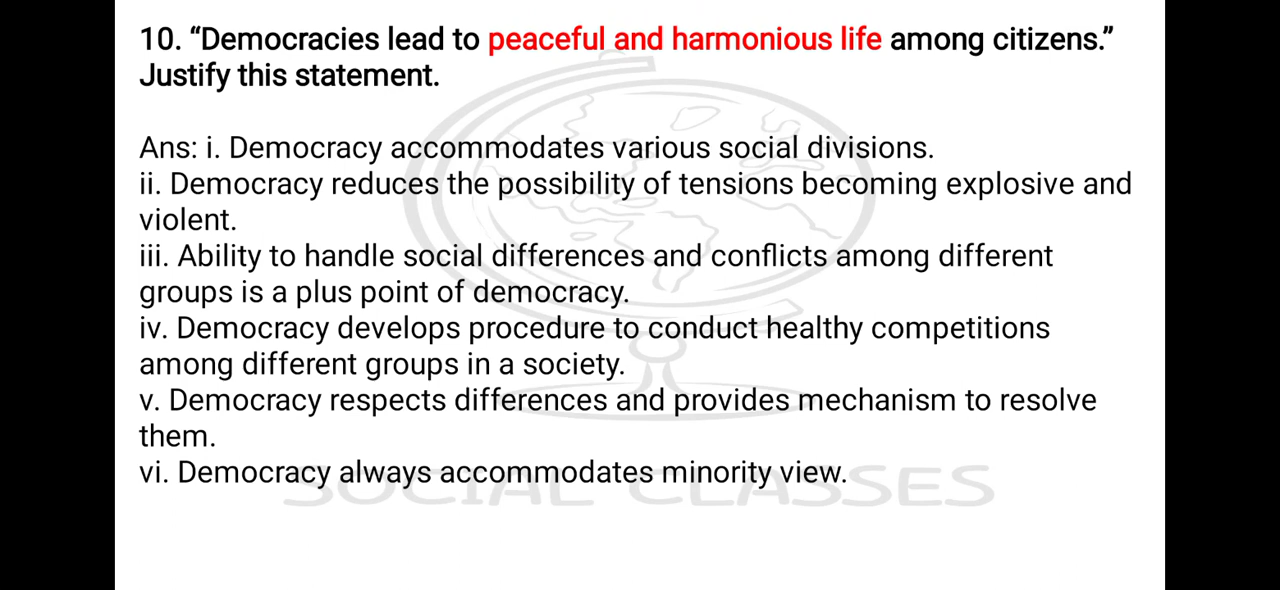 10. “Democracies lead to peaceful and harmonious life among citizens.”
Justify this statement.
Ans: i. Democracy accommodates various social divisions.
ii. Democracy reduces the possibility of tensions becoming explosive and
violent.
iii. Ability to handle social differences and conflicts among different
groups is a plus point of democracy.
iv. Democracy develops procedure to conduct healthy competitions
among different groups in a society.
v. Democracy respects differences and provides mechanism to resolve
them.
vi. Democracy always accommodates minority view.
SOCIAL CLASSES